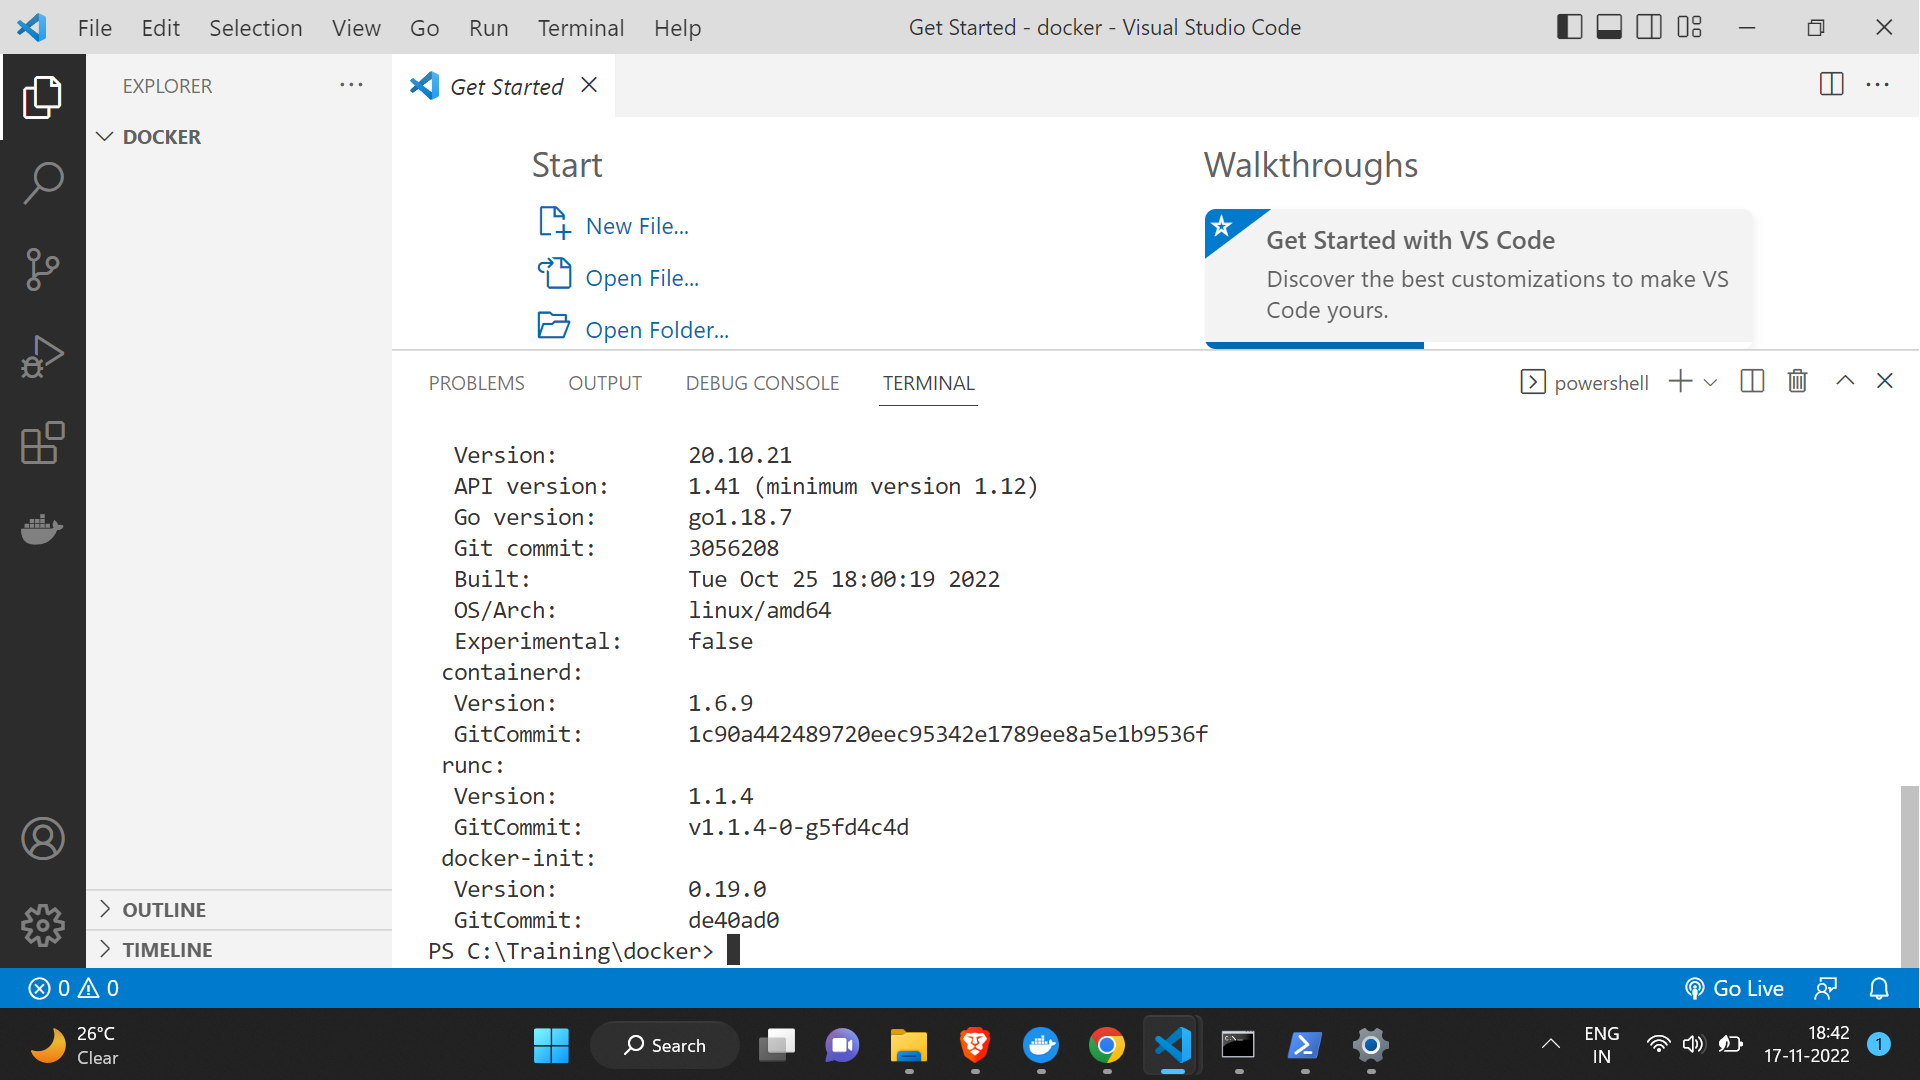 File Edit Selection View Go Run Terminal Help
Get Started - docker - Visual Studio Code
EXPLORER
DOCKER
OUTLINE
TIMELINE
Get Started
Start
New File...
Open File...
Open Folder...
Walkthroughs
Get Started with VS Code
Discover the best customizations to make VS
Code yours.
PROBLEMS OUTPUT DEBUG CONSOLE TERMINAL
powershell
Version: 20.10.21
API version: 1.41 (minimum version 1.12)
Go version: go1.18.7
Git commit: 3056208
Built: Tue Oct 25 18:00:19 2022
OS/Arch: linux/amd64
Experimental: false
containerd:
Version: 1.6.9
GitCommit: 1c90a442489720eec95342e1789ee8a5e1b9536f
runc:
Version: 1.1.4
GitCommit: v1.1.4-0-g5fd4c4d
docker-init:
Version: 0.19.0
GitCommit: de40ad0
PS C:\Training\docker>
0 0
Go Live
26°C
Clear
Search
ENG
IN
18:42
17-11-2022
1